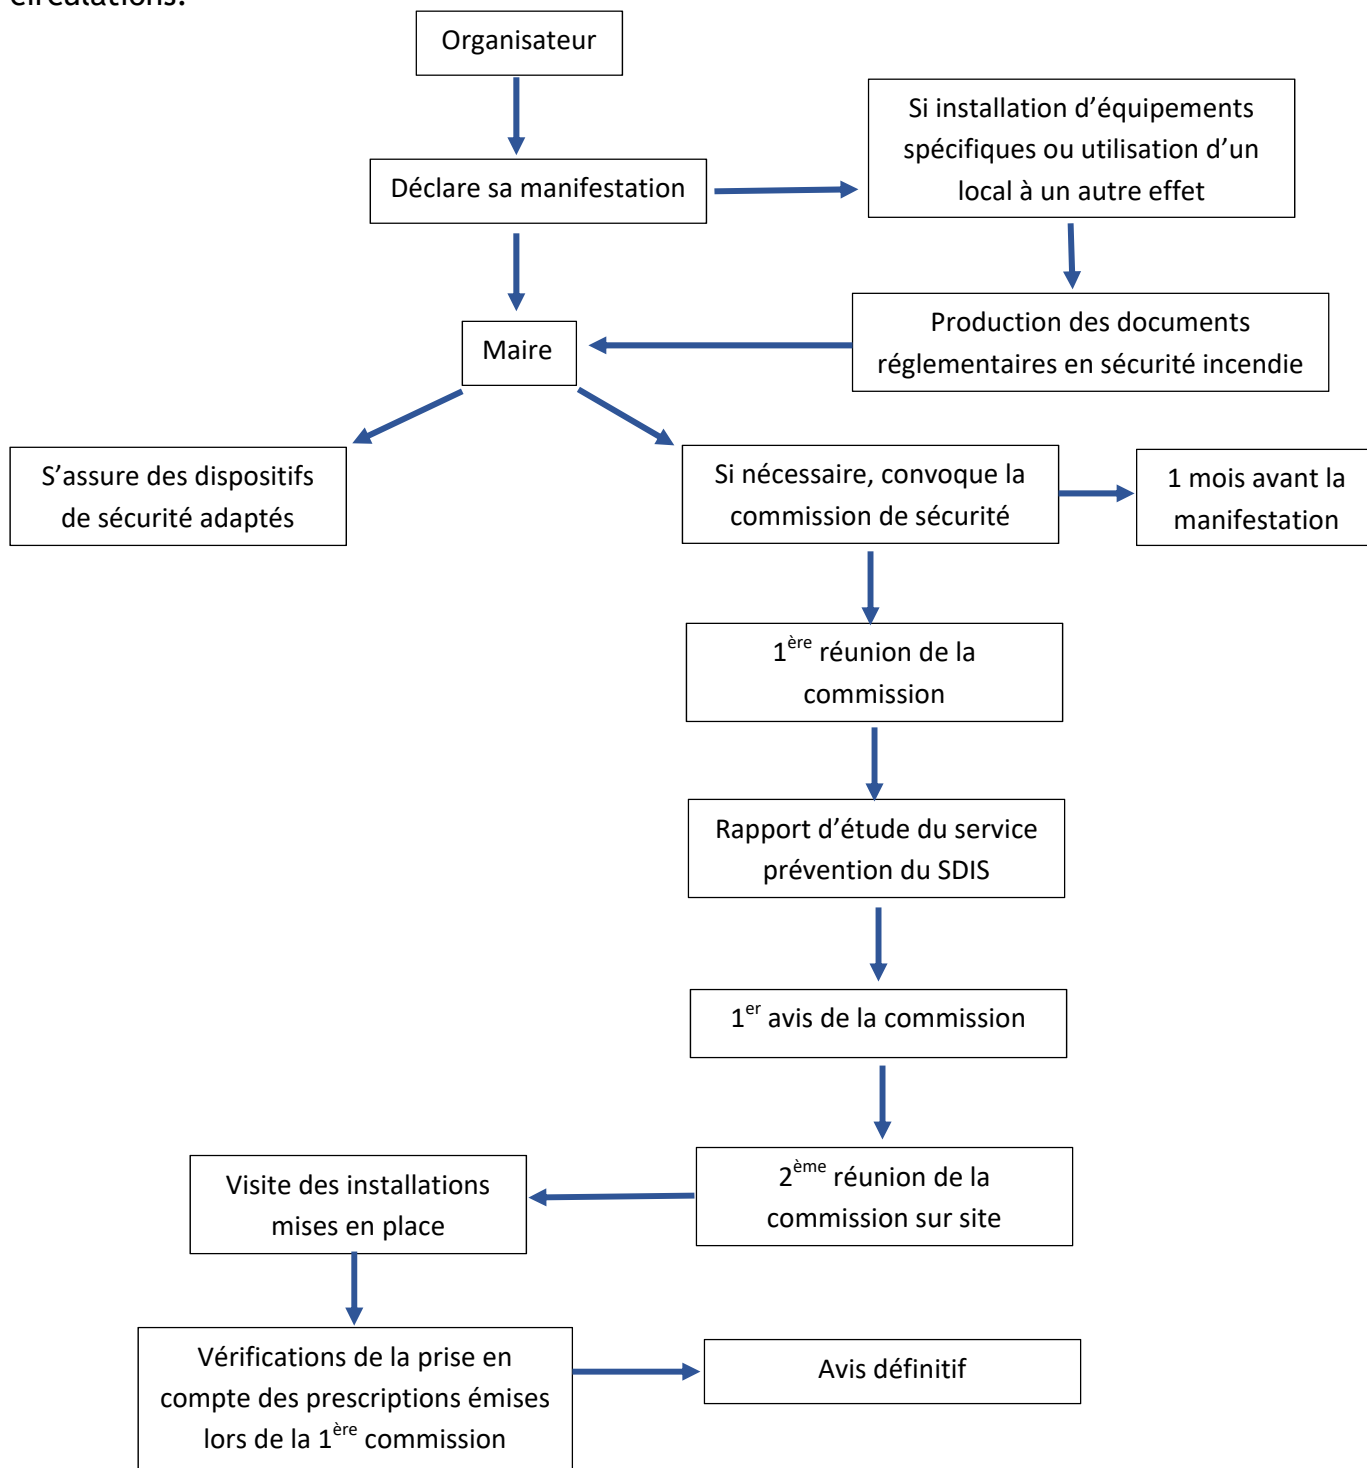 circulations.
Organisateur
Si installation d’équipements
spécifiques ou utilisation d’un
local à un autre effet
Déclare sa manifestation
Production des documents
réglementaires en sécurité incendie
Maire
S’assure des dispositifs
de sécurité adaptés
Si nécessaire, convoque la
commission de sécurité
1 mois avant la
manifestation
1ère réunion de la
commission
Rapport d’étude du service
prévention du SDIS
1er avis de la commission
2ème réunion de la
commission sur site
Visite des installations
mises en place
Vérifications de la prise en
compte des prescriptions émises
lors de la 1ère commission
Avis définitif